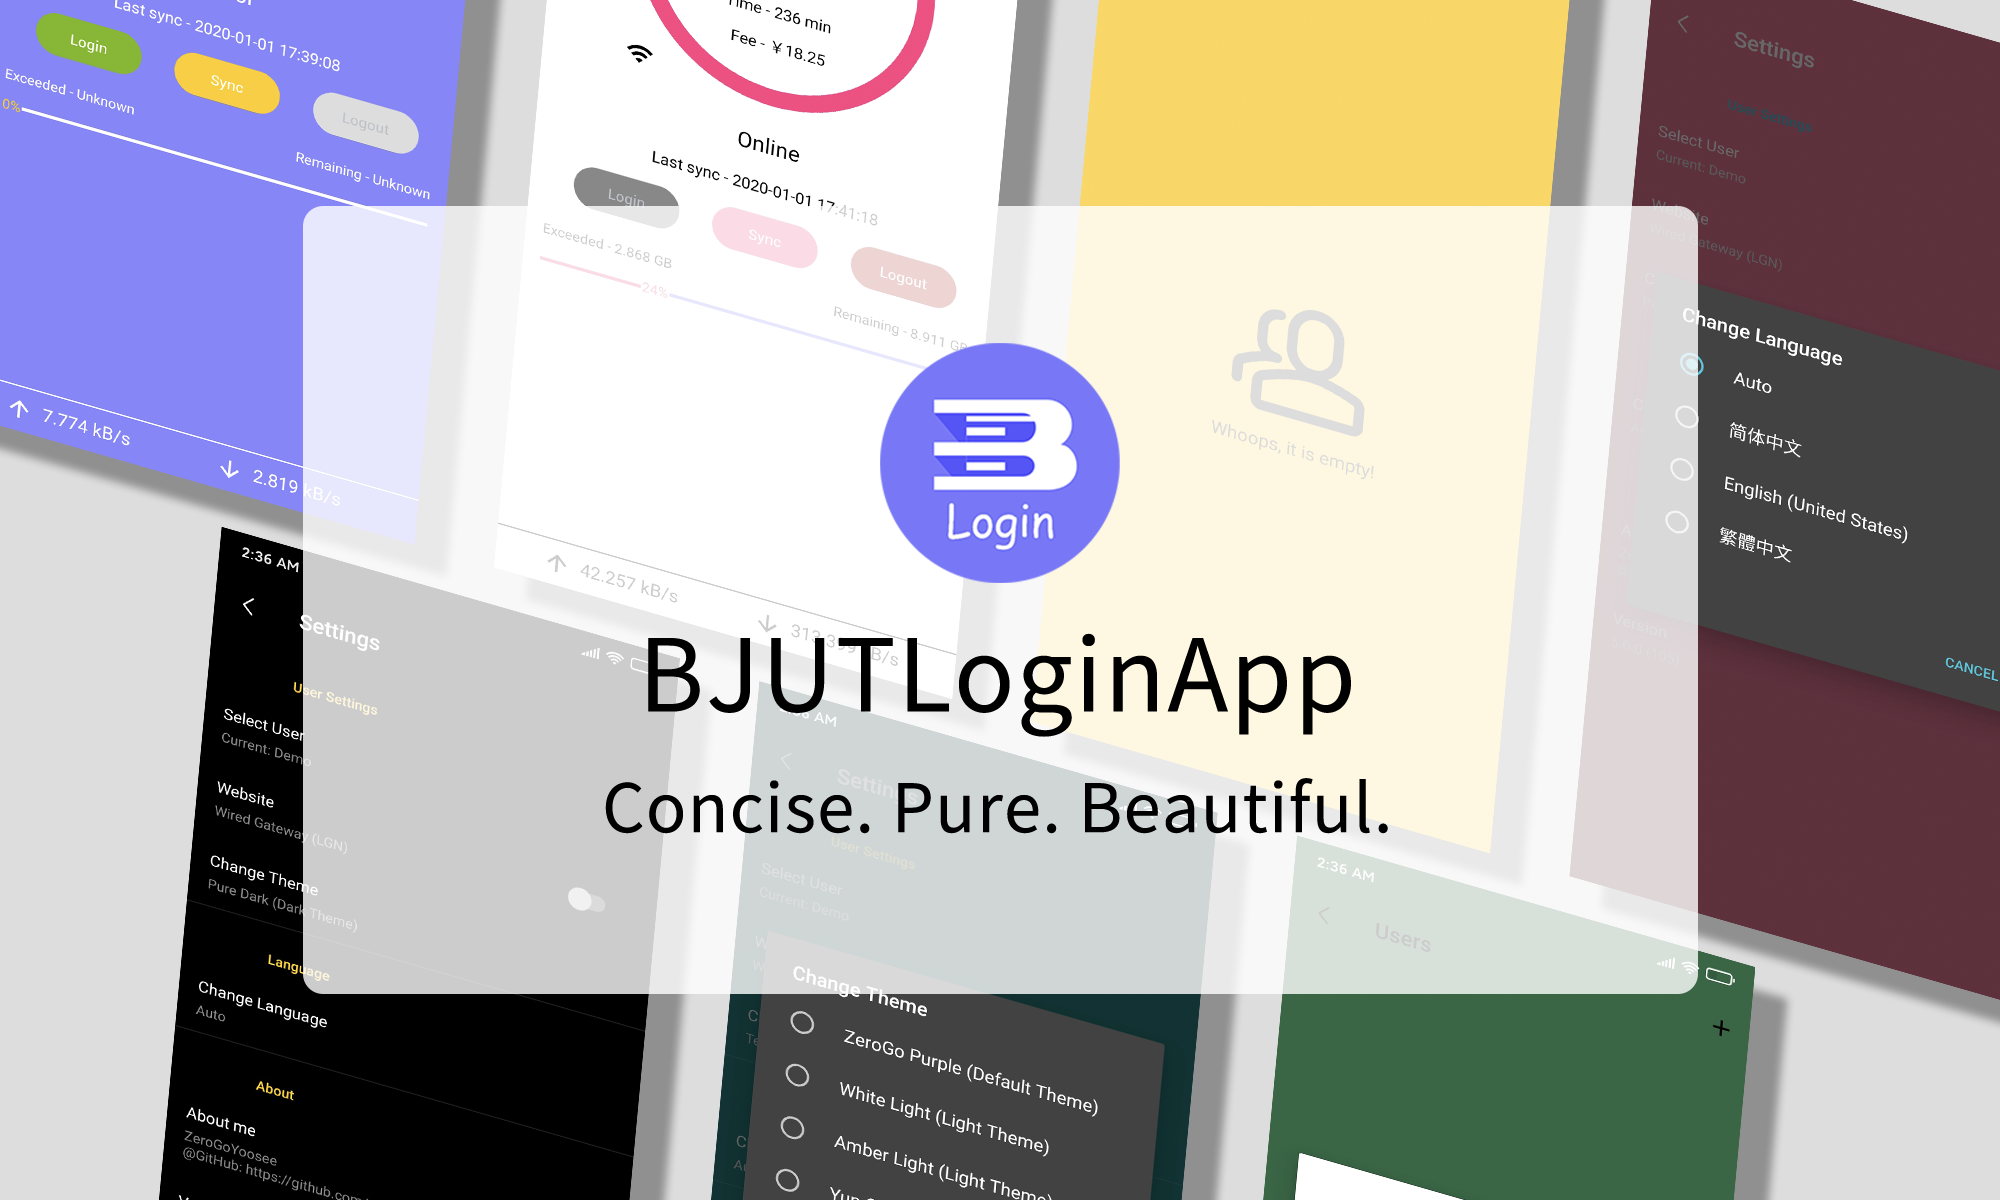 Last sync - 2020-01-01 17:39:08
Login
Sync
Logout
Exceeded - Unknown
0%
Remaining - Unknown
7.774 kB/s
2.819 kB/s
Time - 236 min
Fee - ￥18.25
Online
Last sync - 2020-01-01 17:41:18
Login
Sync
Logout
Exceeded - 2.868 GB
24%
Remaining - 8.911 GB
42.257 kB/s
Whoops, it is empty!
Settings
User Settings
Select User
Current: Demo
Website
Wired Gateway (LGN)
Change Language
Auto
简体中文
English (United States)
繁體中文
CANCEL
Version
Login
BJUTLoginApp
Concise. Pure. Beautiful.
2:36 AM
Settings
User Settings
Select User
Current: Demo
Website
Wired Gateway (LGN)
Change Theme
Pure Dark (Dark Theme)
Language
Change Language
Auto
About
About me
ZeroGoYoosee
@GitHub: https://github.com/
AM
Settings
User Settings
Select User
Current: Demo
Change Theme
ZeroGo Purple (Default Theme)
White Light (Light Theme)
Amber Light (Light Theme)
2:36 AM
Users